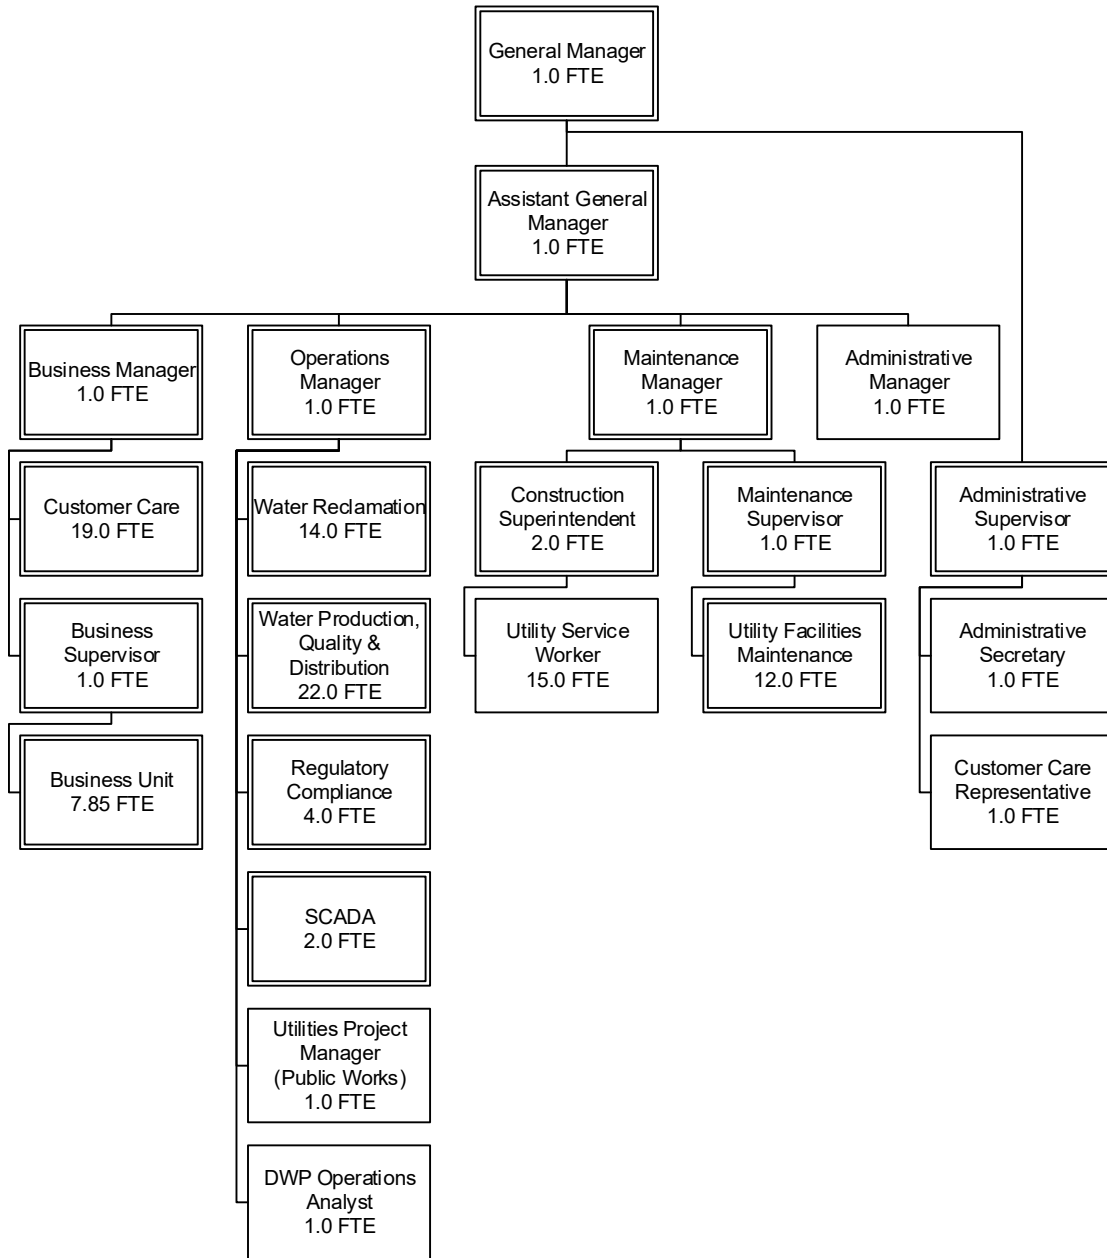 General Manager
1.0 FTE
Assistant General
Manager
1.0 FTE
Business Manager
1.0 FTE
Operations
Manager
1.0 FTE
Maintenance
Manager
1.0 FTE
Administrative
Manager
1.0 FTE
Customer Care
19.0 FTE
Water Reclamation
14.0 FTE
Construction
Superintendent
2.0 FTE
Maintenance
Supervisor
1.0 FTE
Administrative
Supervisor
1.0 FTE
Business
Supervisor
1.0 FTE
Water Production,
Quality &
Distribution
22.0 FTE
Utility Service
Worker
15.0 FTE
Utility Facilities
Maintenance
12.0 FTE
Administrative
Secretary
1.0 FTE
Business Unit
7.85 FTE
Regulatory
Compliance
4.0 FTE
Customer Care
Representative
1.0 FTE
SCADA
2.0 FTE
Utilities Project
Manager
(Public Works)
1.0 FTE
DWP Operations
Analyst
1.0 FTE